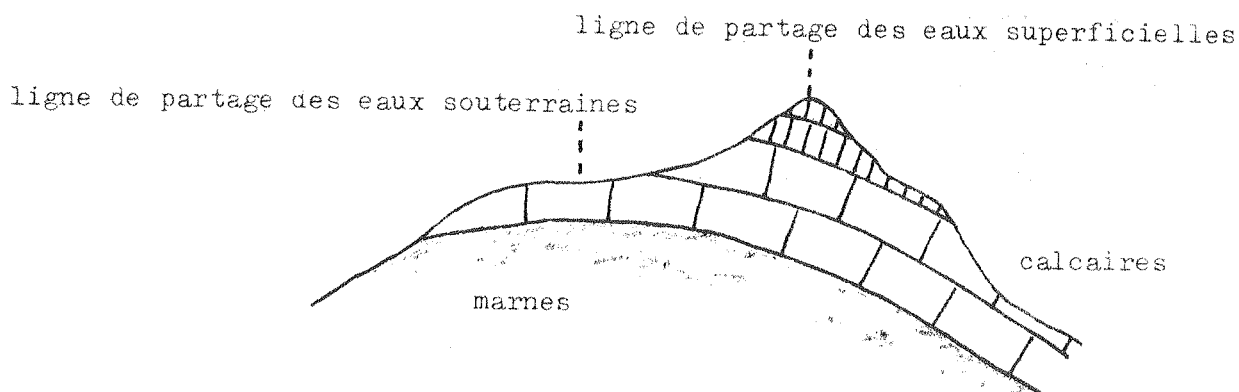 ligne de partage des eaux superficielles
ligne de partage des eaux souterraines
calcaires
marnes